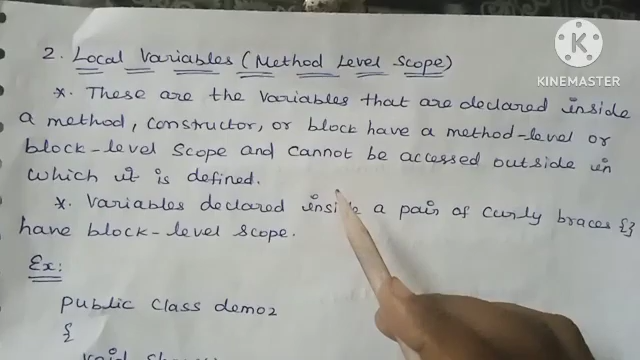 2. Local Variables (Method Level Scope)
KINEMASTER
*. These are the Variables that are declared inside
a method, constructor, or block have a method-level or
block-level scope and cannot be accessed outside in
which it is defined.
*. Variables declared inside a pair of curly braces {}
have block-level scope.
Ex:
public class demo2
{
void